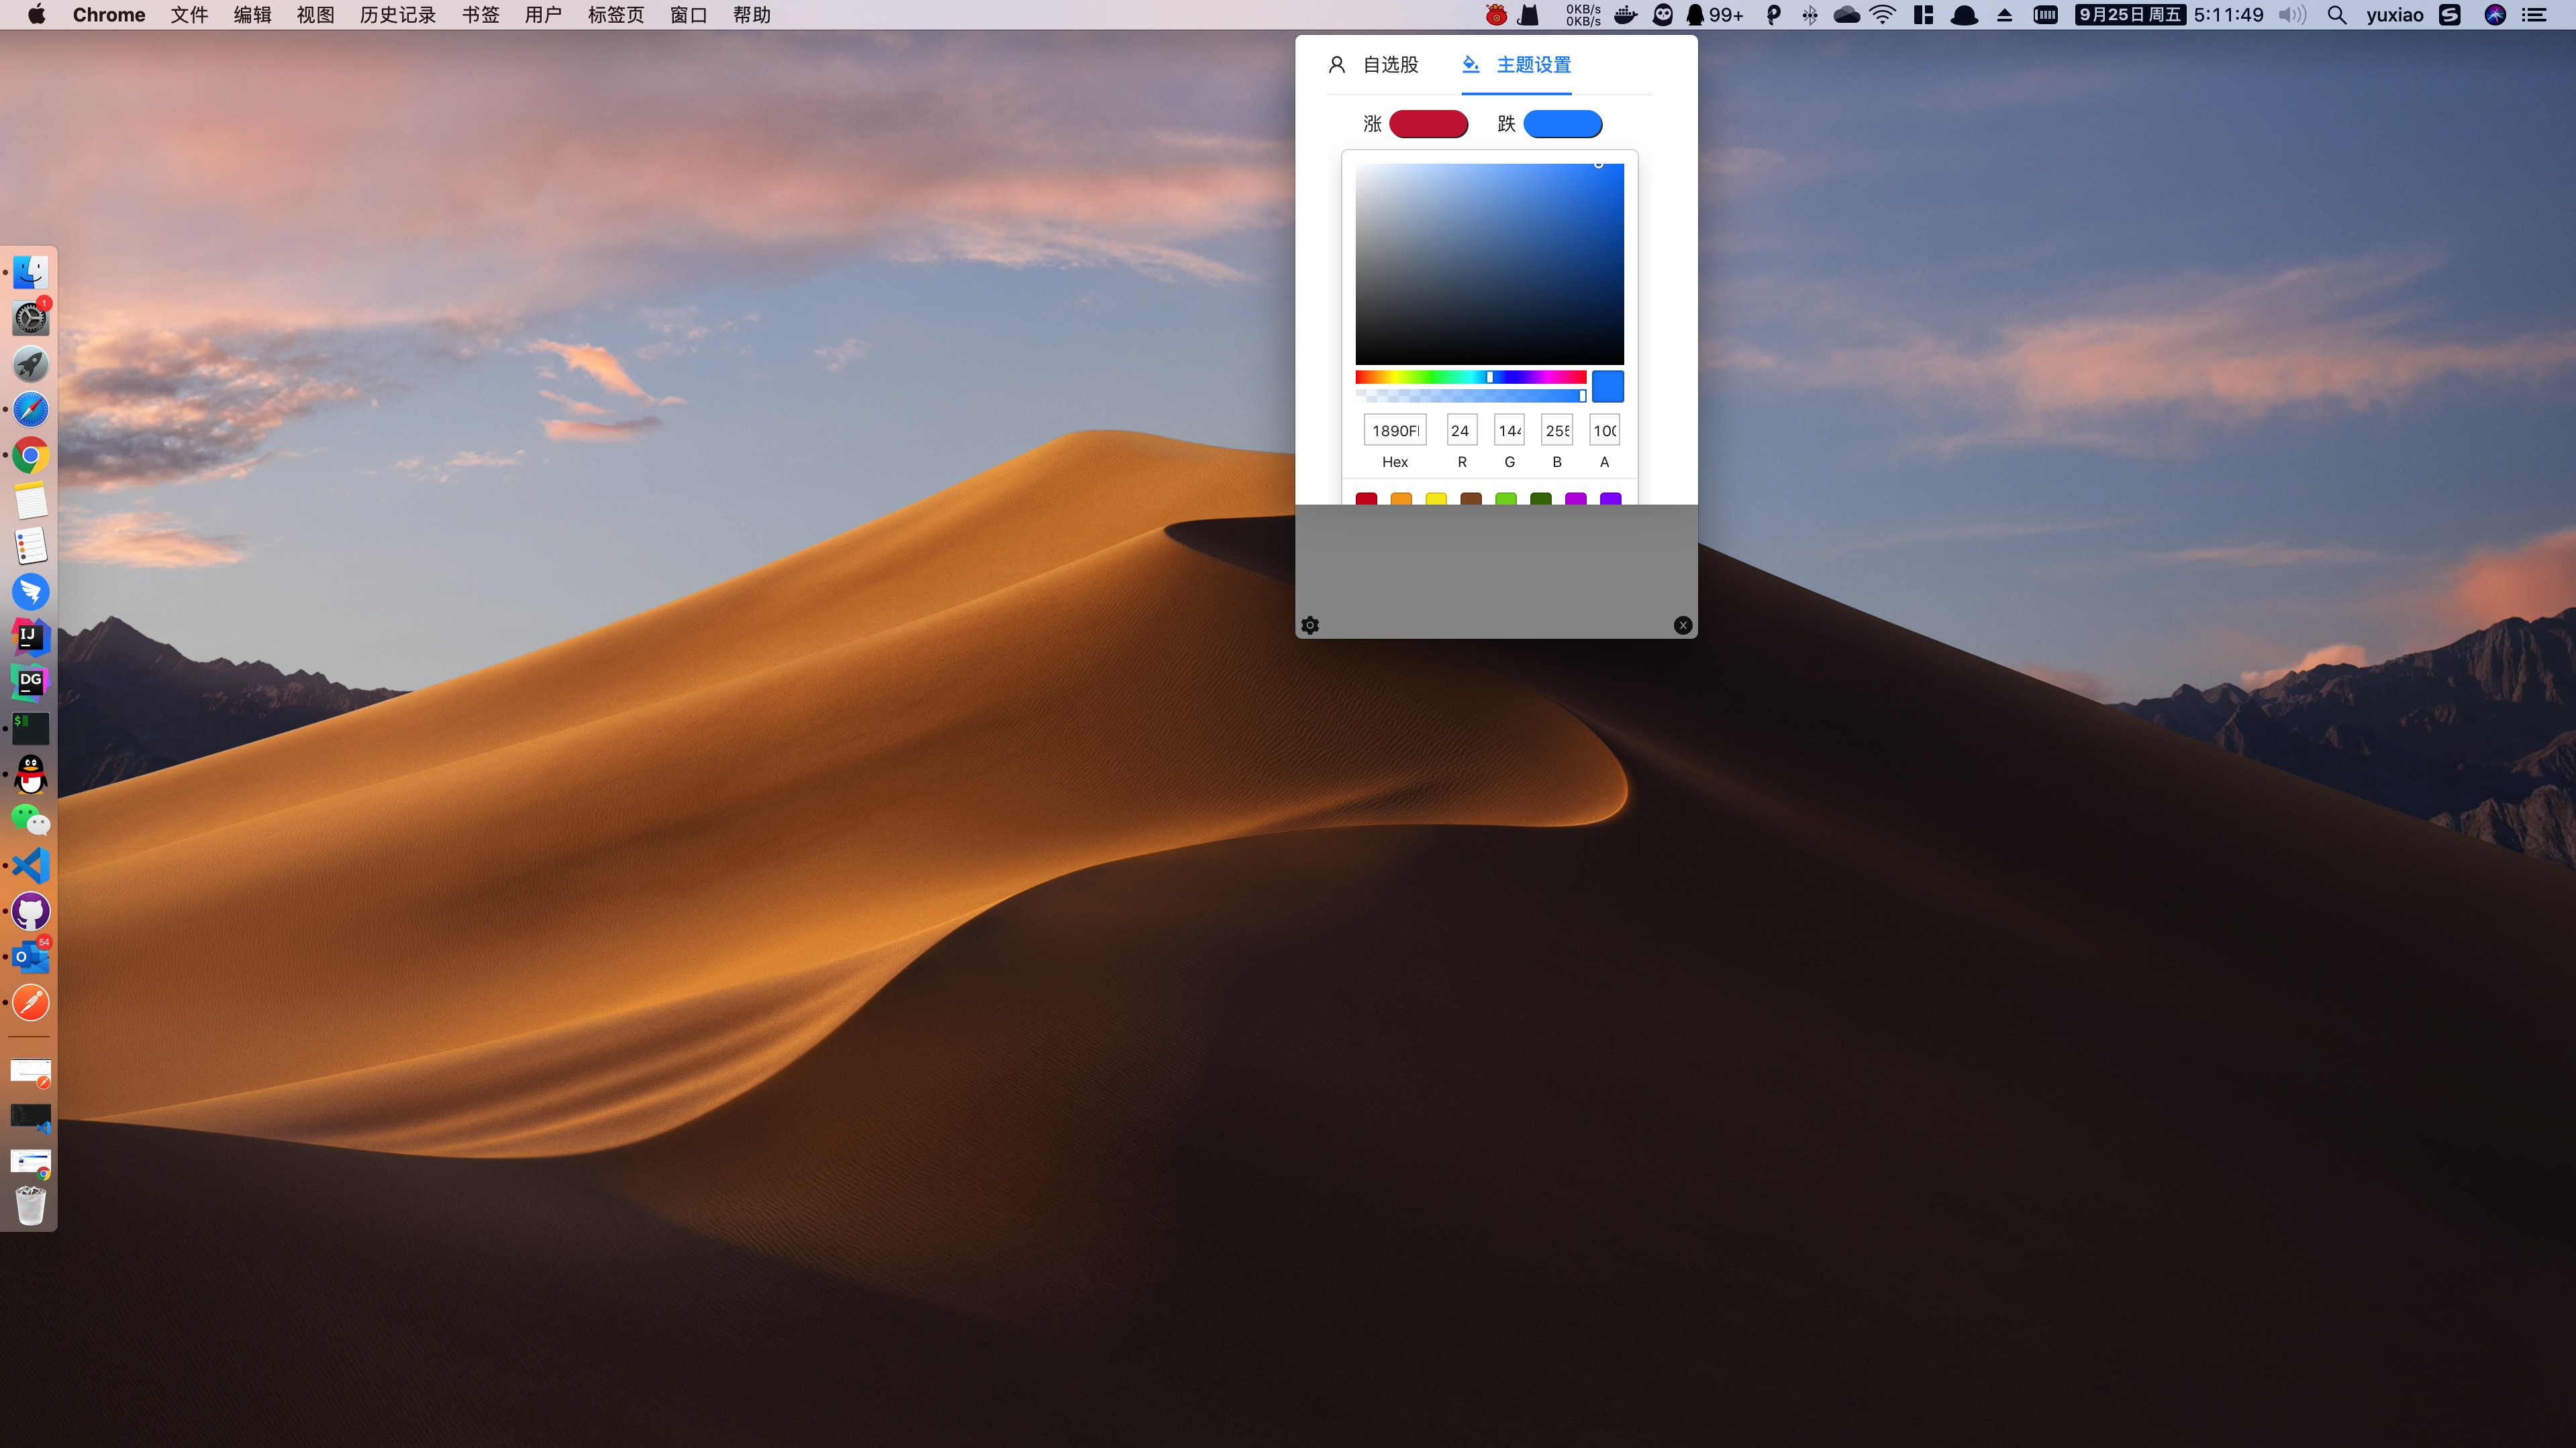 Chrome 文件 编辑 视图 历史记录 书签 用户 标签页 窗口 帮助
0KB/s
0KB/s
99+
9月25日 周五 5:11:49
yuxiao
自选股 主题设置
涨 跌
1890F 24 144 255 100
Hex R G B A
1
IJ
DG
$
54